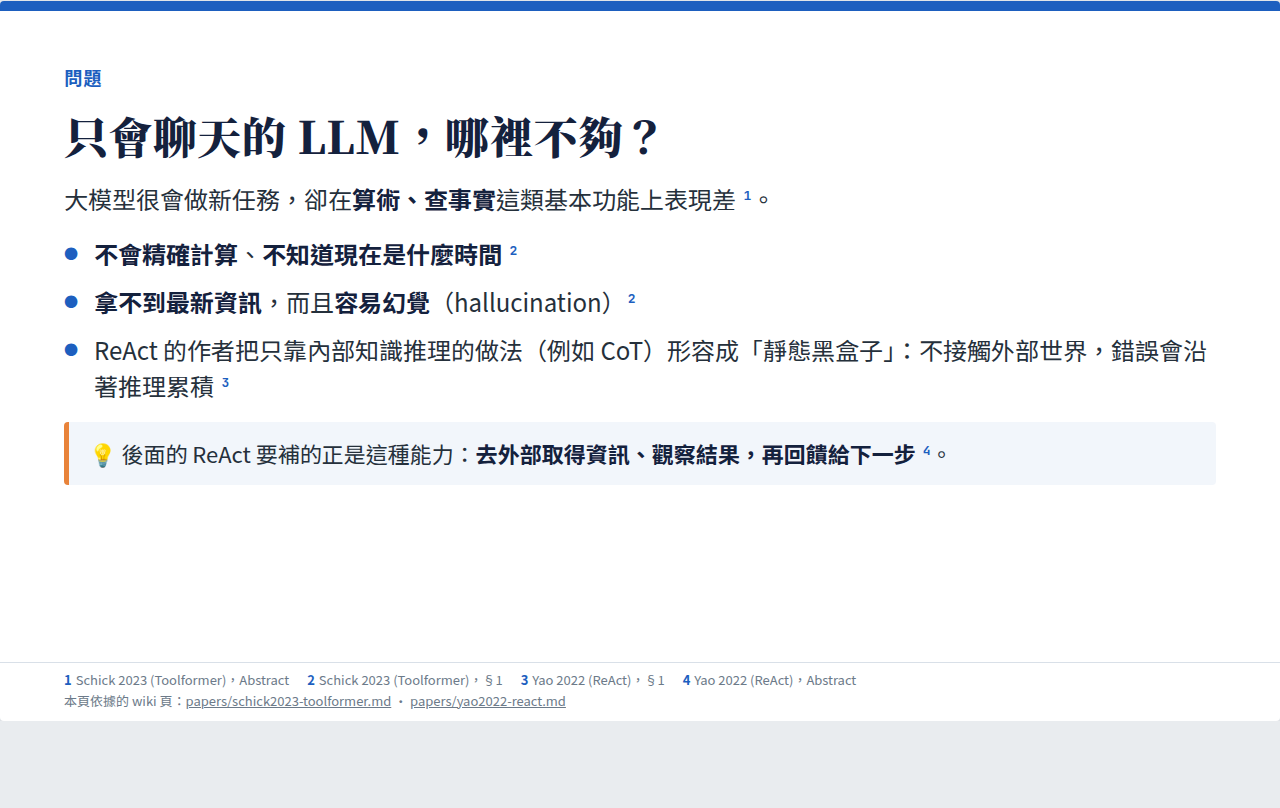 問題
只會聊天的 LLM，哪裡不夠？
大模型很會做新任務，卻在算術、查事實這類基本功能上表現差 1。
不會精確計算、不知道現在是什麼時間 2
拿不到最新資訊，而且容易幻覺（hallucination） 2
ReAct 的作者把只靠內部知識推理的做法（例如 CoT）形容成「靜態黑盒子」：不接觸外部世界，錯誤會沿
著推理累積 3
💡 後面的 ReAct 要補的正是這種能力：去外部取得資訊、觀察結果，再回饋給下一步 4。
1 Schick 2023 (Toolformer)，Abstract 2 Schick 2023 (Toolformer)，§1 3 Yao 2022 (ReAct)，§1 4 Yao 2022 (ReAct)，Abstract
本頁依據的 wiki 頁：papers/schick2023-toolformer.md · papers/yao2022-react.md